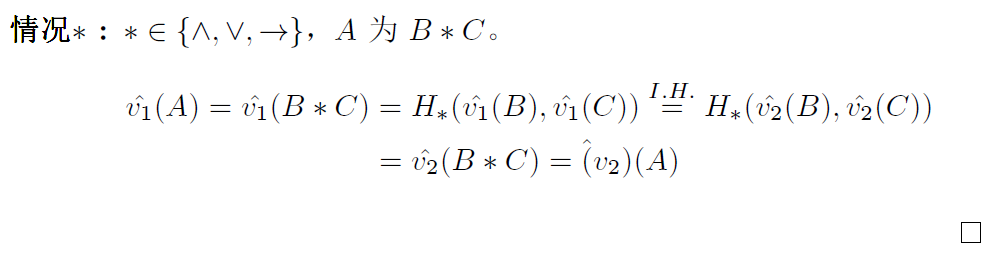 情况∗：∗ ∈ {∧, ∨, →}，A 为 B ∗ C。
v̂₁(A) = v̂₁(B ∗ C) = H∗(v̂₁(B), v̂₁(C)) I.H.= H∗(v̂₂(B), v̂₂(C))
= v̂₂(B ∗ C) = (̂v₂)(A)
□